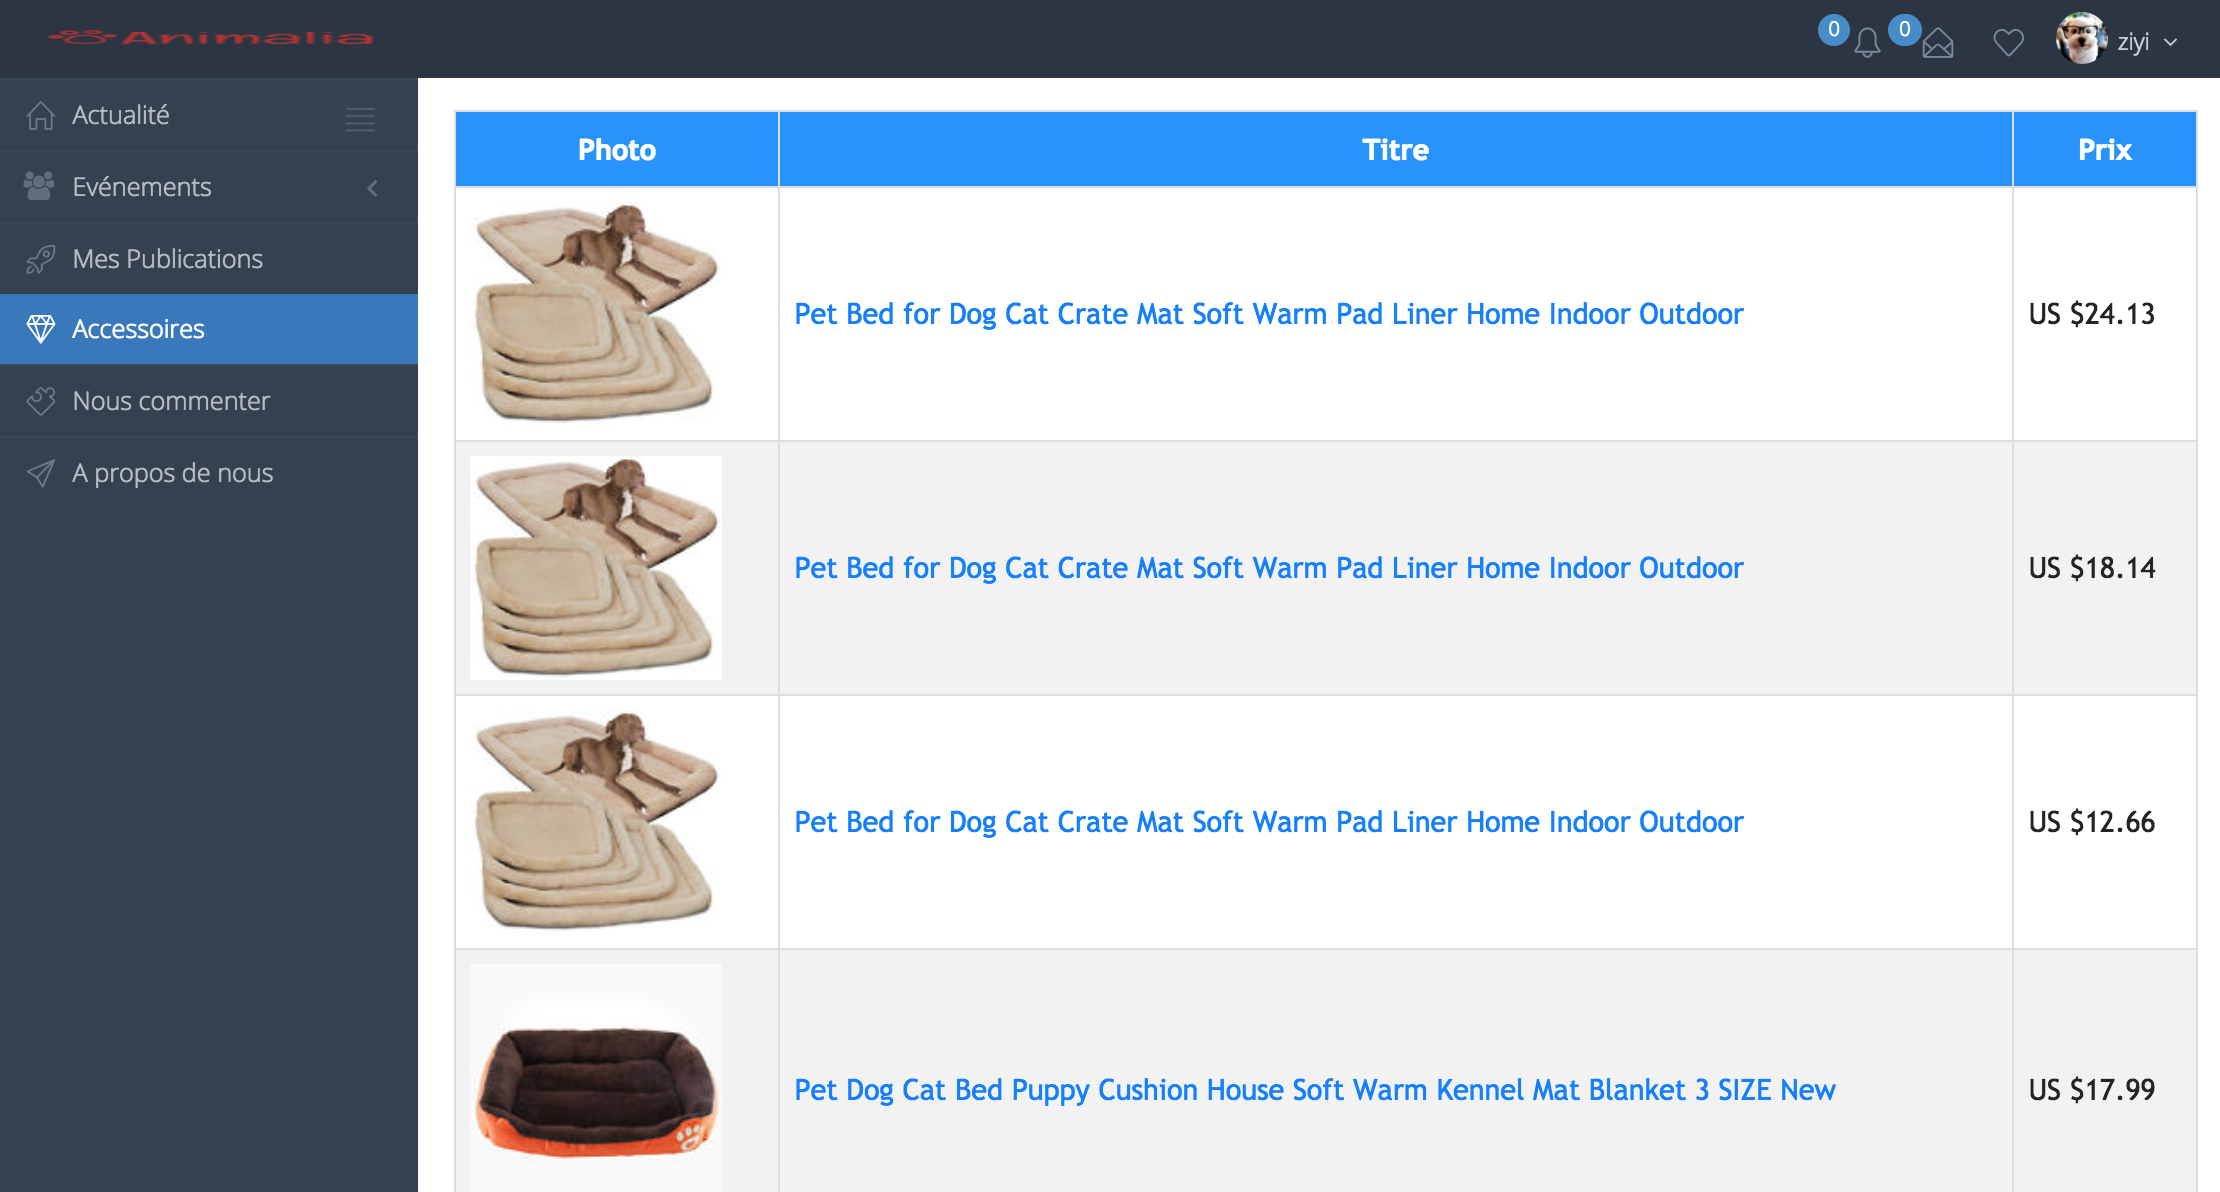 Animalia
0
0
ziyi
Actualité
Evénements
Mes Publications
Accessoires
Nous commenter
A propos de nous
Photo Titre Prix
Pet Bed for Dog Cat Crate Mat Soft Warm Pad Liner Home Indoor Outdoor US $24.13
Pet Bed for Dog Cat Crate Mat Soft Warm Pad Liner Home Indoor Outdoor US $18.14
Pet Bed for Dog Cat Crate Mat Soft Warm Pad Liner Home Indoor Outdoor US $12.66
Pet Dog Cat Bed Puppy Cushion House Soft Warm Kennel Mat Blanket 3 SIZE New US $17.99